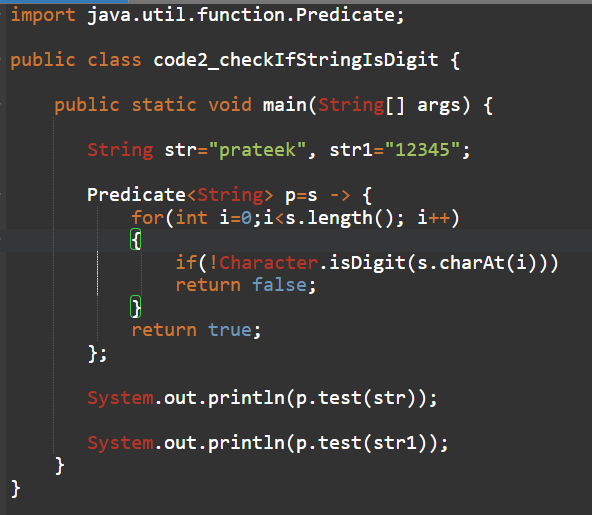 import java.util.function.Predicate;
public class code2_checkIfStringIsDigit {
public static void main(String[] args) {
String str="prateek", str1="12345";
Predicate<String> p=s -> {
for(int i=0;i<s.length(); i++)
{
if(!Character.isDigit(s.charAt(i)))
return false;
}
return true;
};
System.out.println(p.test(str));
System.out.println(p.test(str1));
}
}